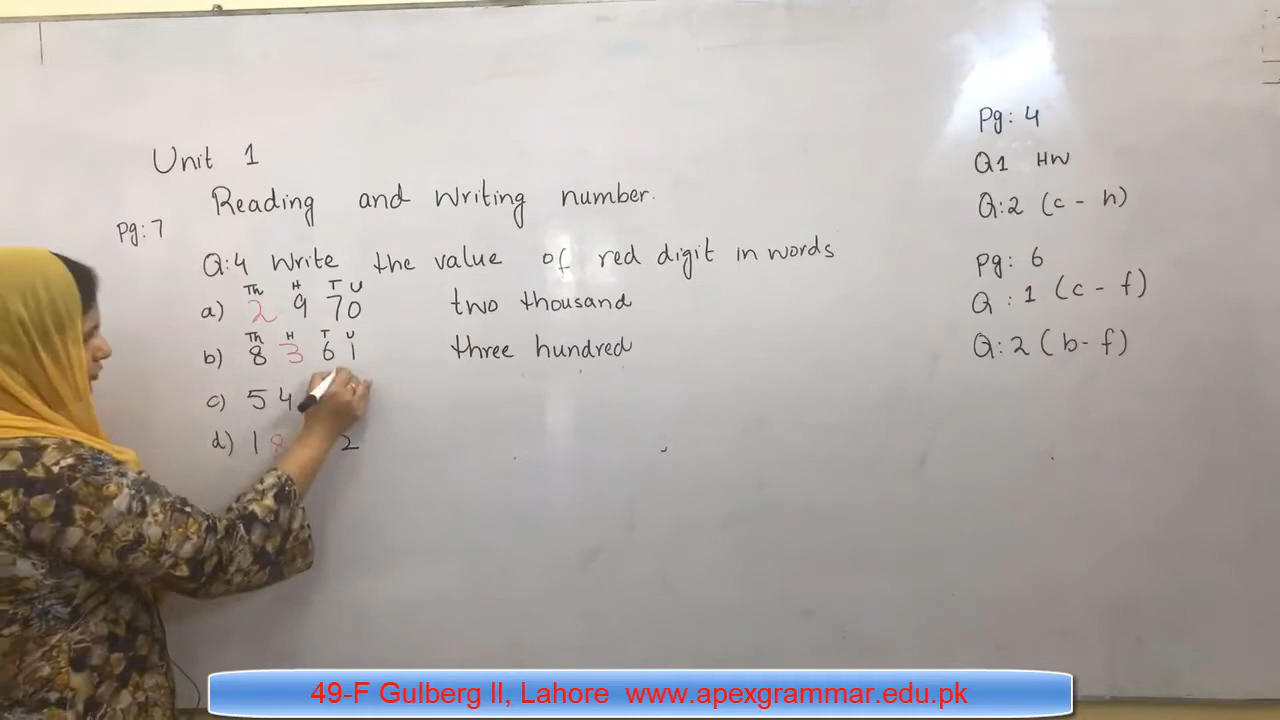 Unit 1
Reading and Writing number.
Pg: 7
Q:4 Write the value of red digit in words
Th H T U
a) 2 9 7 0 two thousand
Th H T U
b) 8 3 6 1 three hundred
c) 5 4
d) 1 8 2
Pg: 4
Q1 HW
Q:2 (c - h)
Pg: 6
Q: 1 (c - f)
Q:2 (b - f)
49-F Gulberg II, Lahore www.apexgrammar.edu.pk